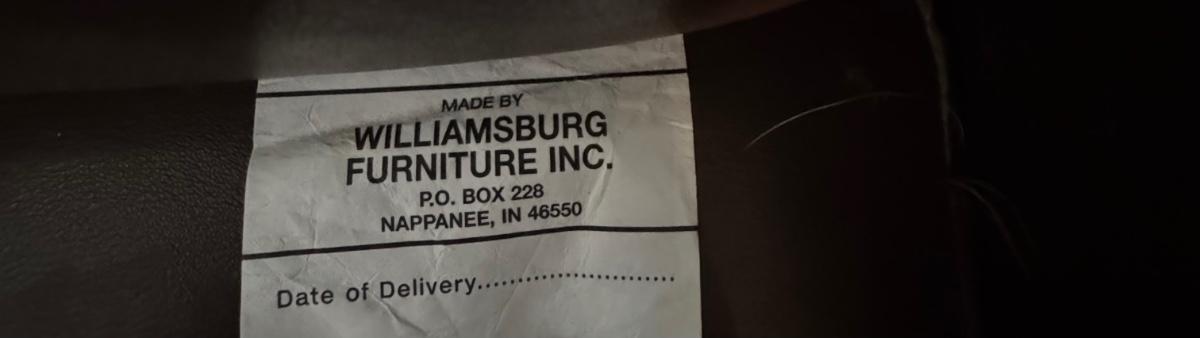 MADE BY
WILLIAMSBURG
FURNITURE INC.
P.O. BOX 228
NAPPANEE, IN 46550
Date of Delivery..........................